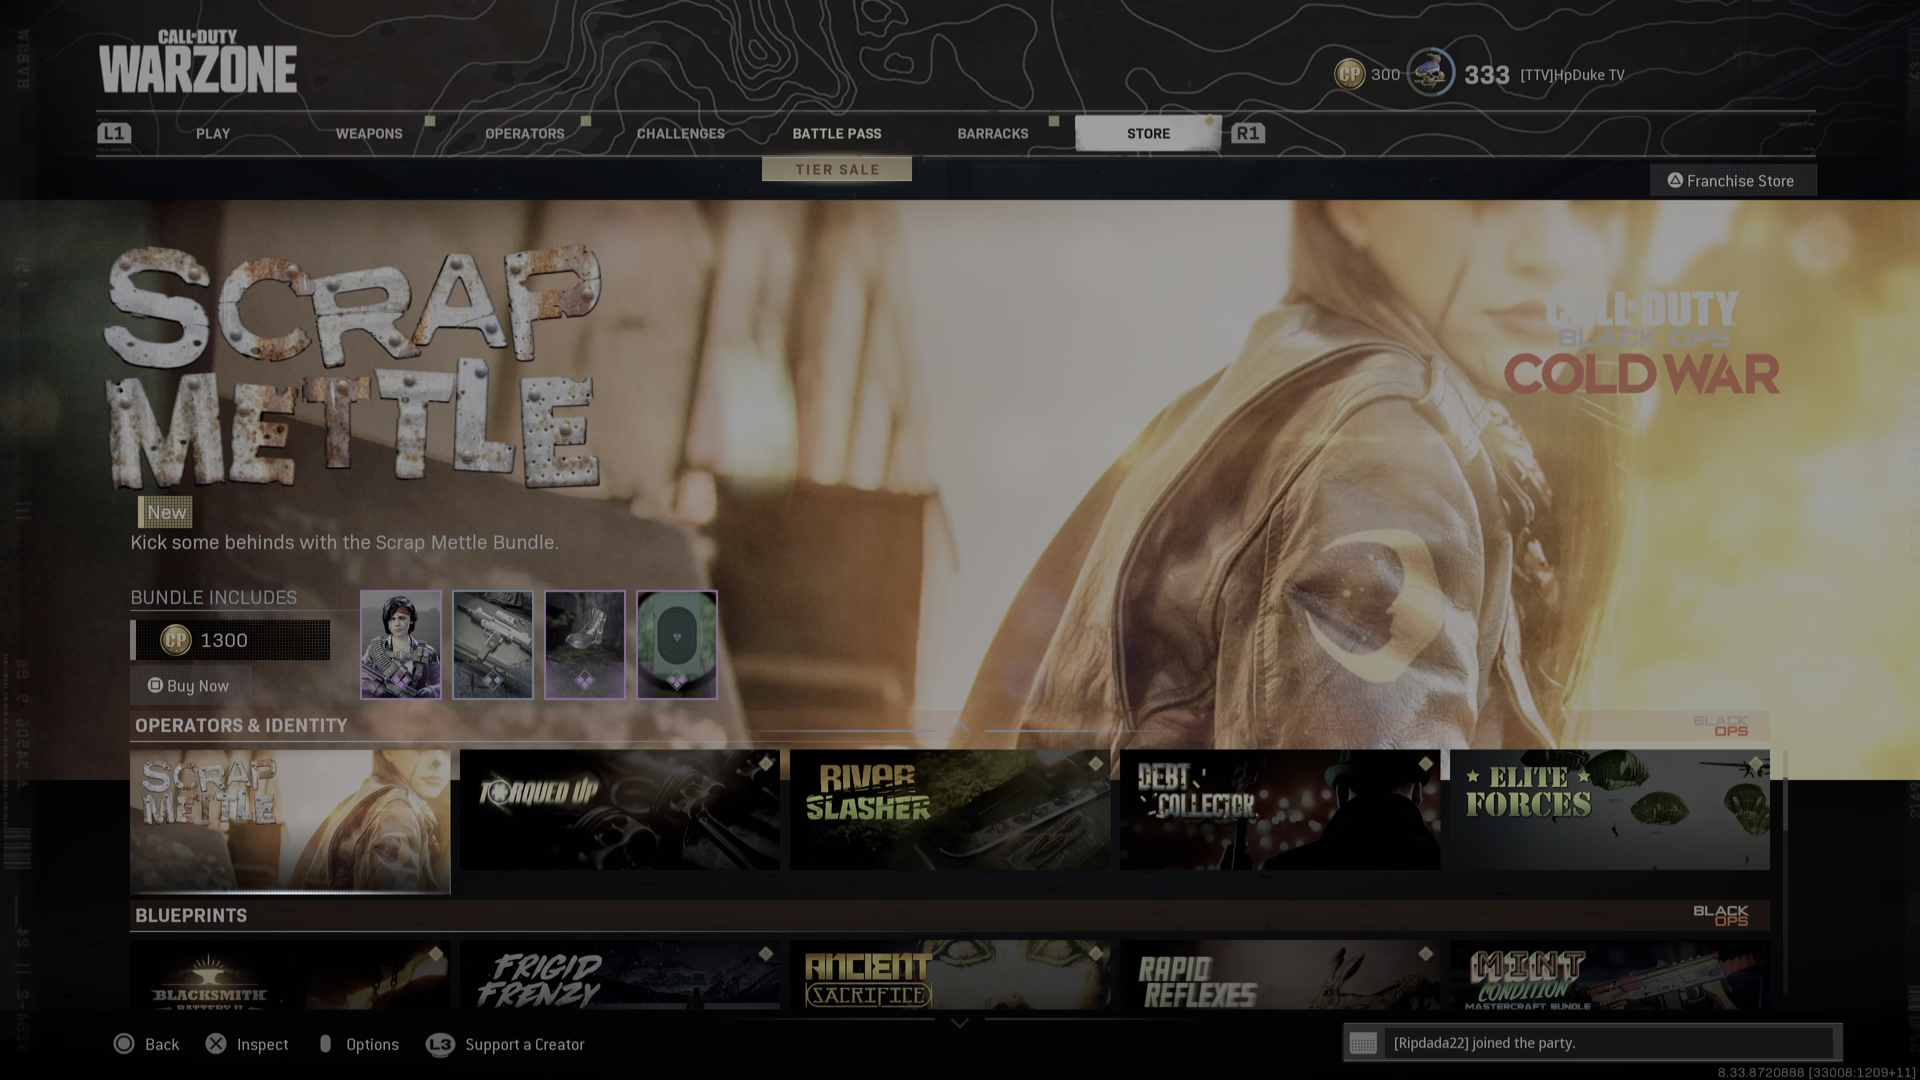 CALL·DUTY
WARZONE
CP 300 333 [TTV]HpDuke TV
L1 PLAY WEAPONS OPERATORS CHALLENGES BATTLE PASS BARRACKS STORE R1
TIER SALE
Franchise Store
SCRAP
METTLE
CALL·DUTY
BLACK OPS
COLD WAR
New
Kick some behinds with the Scrap Mettle Bundle.
BUNDLE INCLUDES
CP 1300
Buy Now
OPERATORS & IDENTITY
BLACK
OPS
SCRAP
METTLE
TORQUED UP
RIVER
SLASHER
DEBT
COLLECTOR
ELITE
FORCES
BLUEPRINTS
BLACK
OPS
BLACKSMITH
BATTERY II
FRIGID
FRENZY
ANCIENT
SACRIFICE
RAPID
REFLEXES
MINT
CONDITION
MASTERCRAFT BUNDLE
Back Inspect Options L3 Support a Creator
[Ripdada22] joined the party.
8.33.8720888 [33008:1209+11]